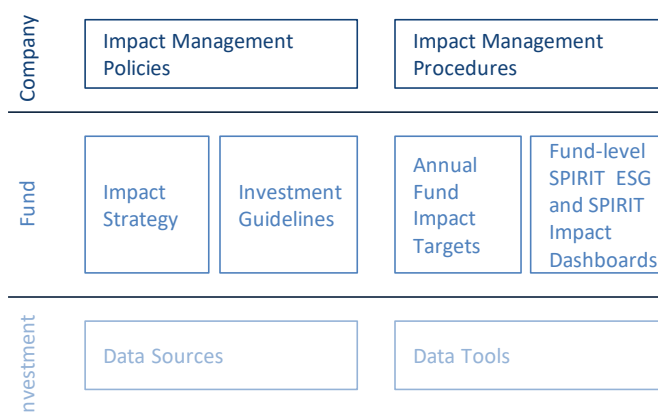 Company
Impact Management
Policies
Impact Management
Procedures
Fund
Impact
Strategy
Investment
Guidelines
Annual
Fund
Impact
Targets
Fund-level
SPIRIT ESG
and SPIRIT
Impact
Dashboards
nvestment
Data Sources
Data Tools